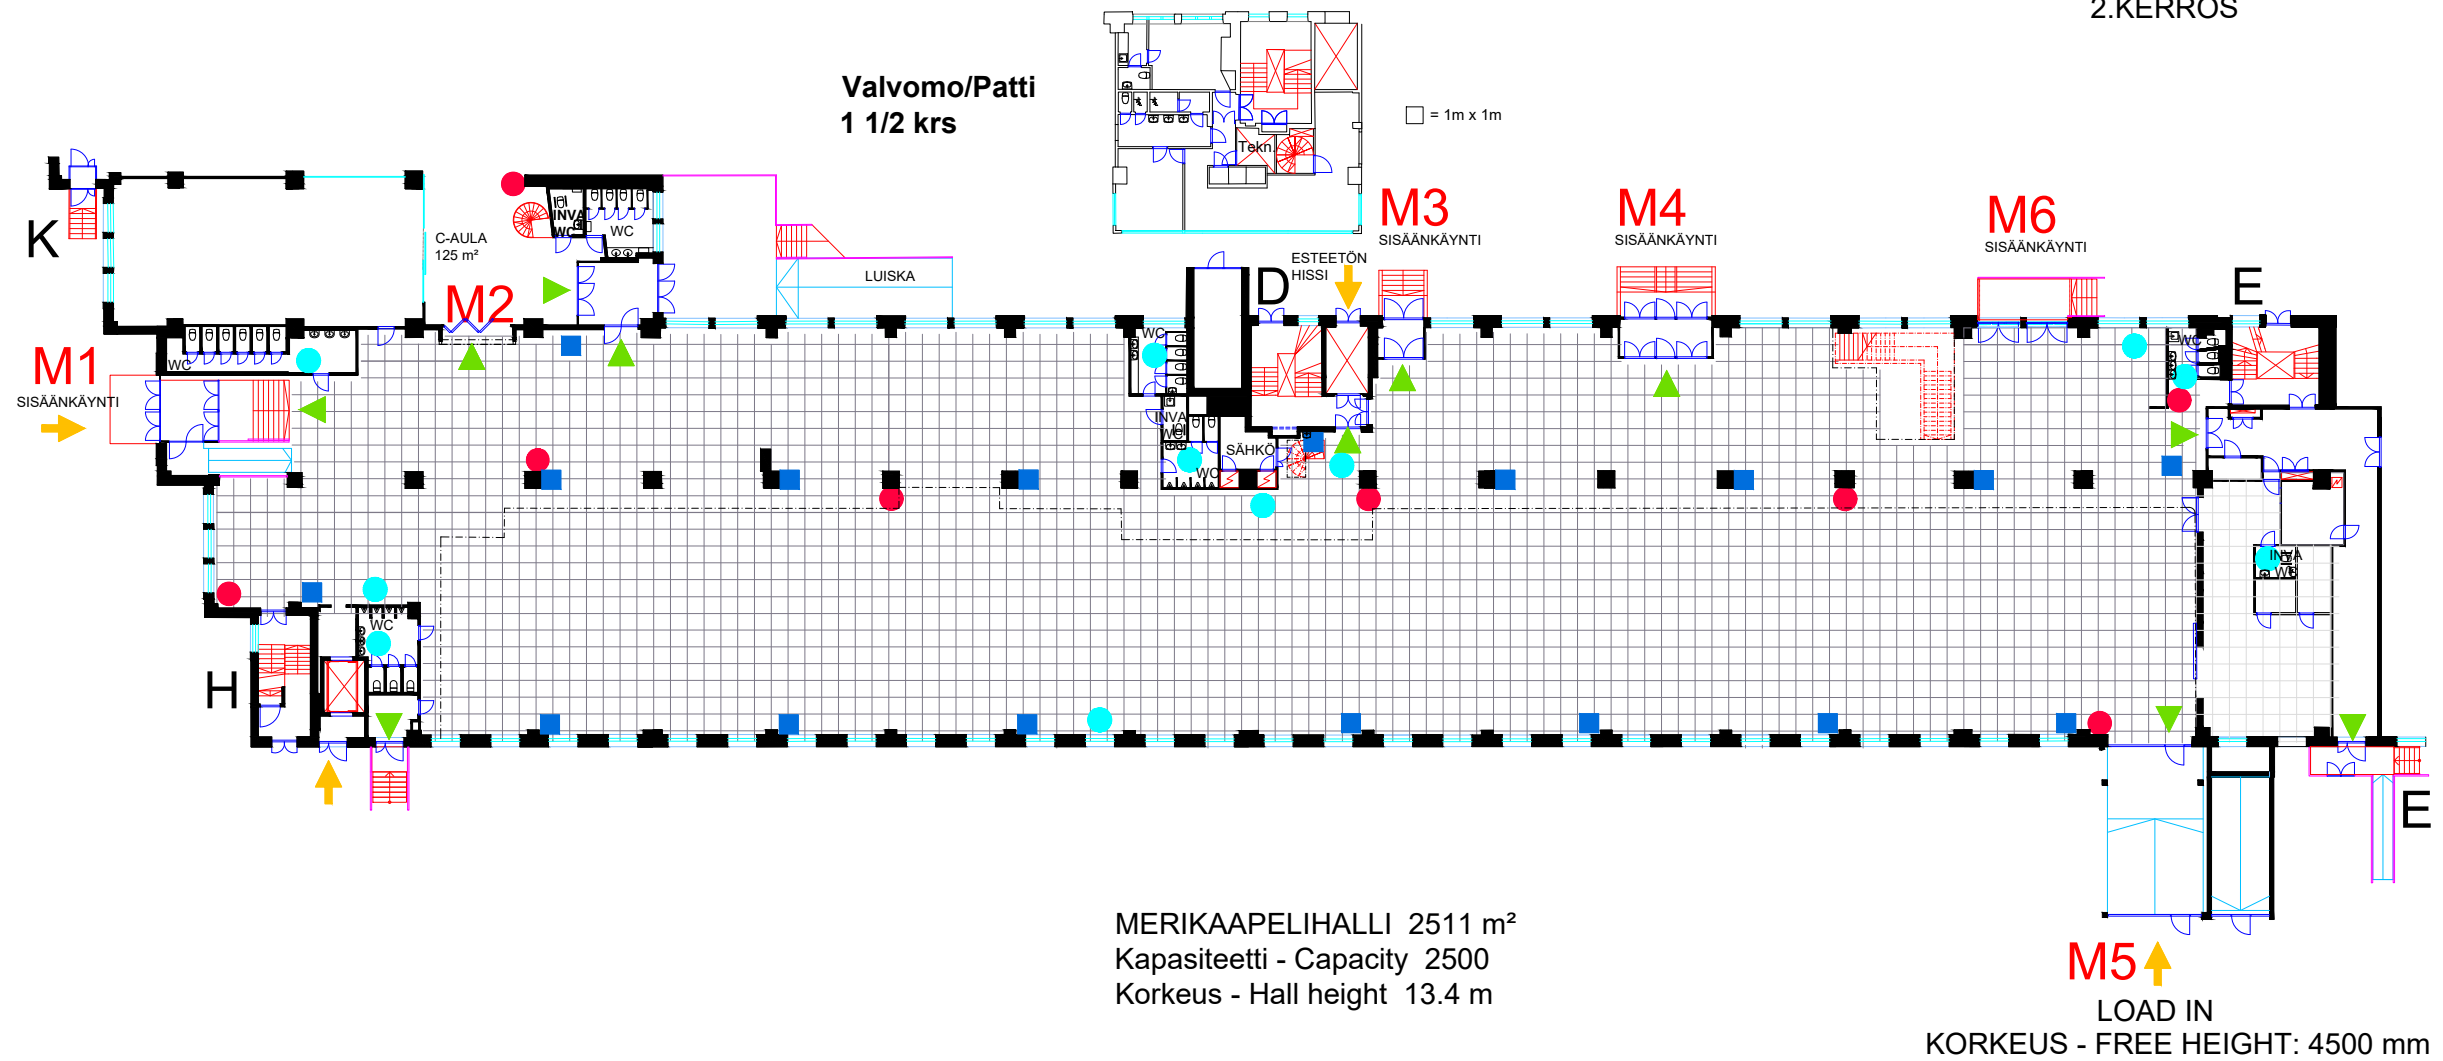 2.KERROS
Valvomo/Patti
1 1/2 krs
= 1m x 1m
Tekn.
M3
SISÄÄNKÄYNTI
M4
SISÄÄNKÄYNTI
M6
SISÄÄNKÄYNTI
K
C-AULA
125 m²
INVA
WC
WC
M2
LUISKA
D
ESTEETÖN
HISSI
E
M1
SISÄÄNKÄYNTI
WC
WC
WC
INVA
WC
WC
SÄHKÖ
INVA
WC
WC
H
E
MERIKAAPELIHALLI 2511 m²
Kapasiteetti - Capacity 2500
Korkeus - Hall height 13.4 m
M5
LOAD IN
KORKEUS - FREE HEIGHT: 4500 mm